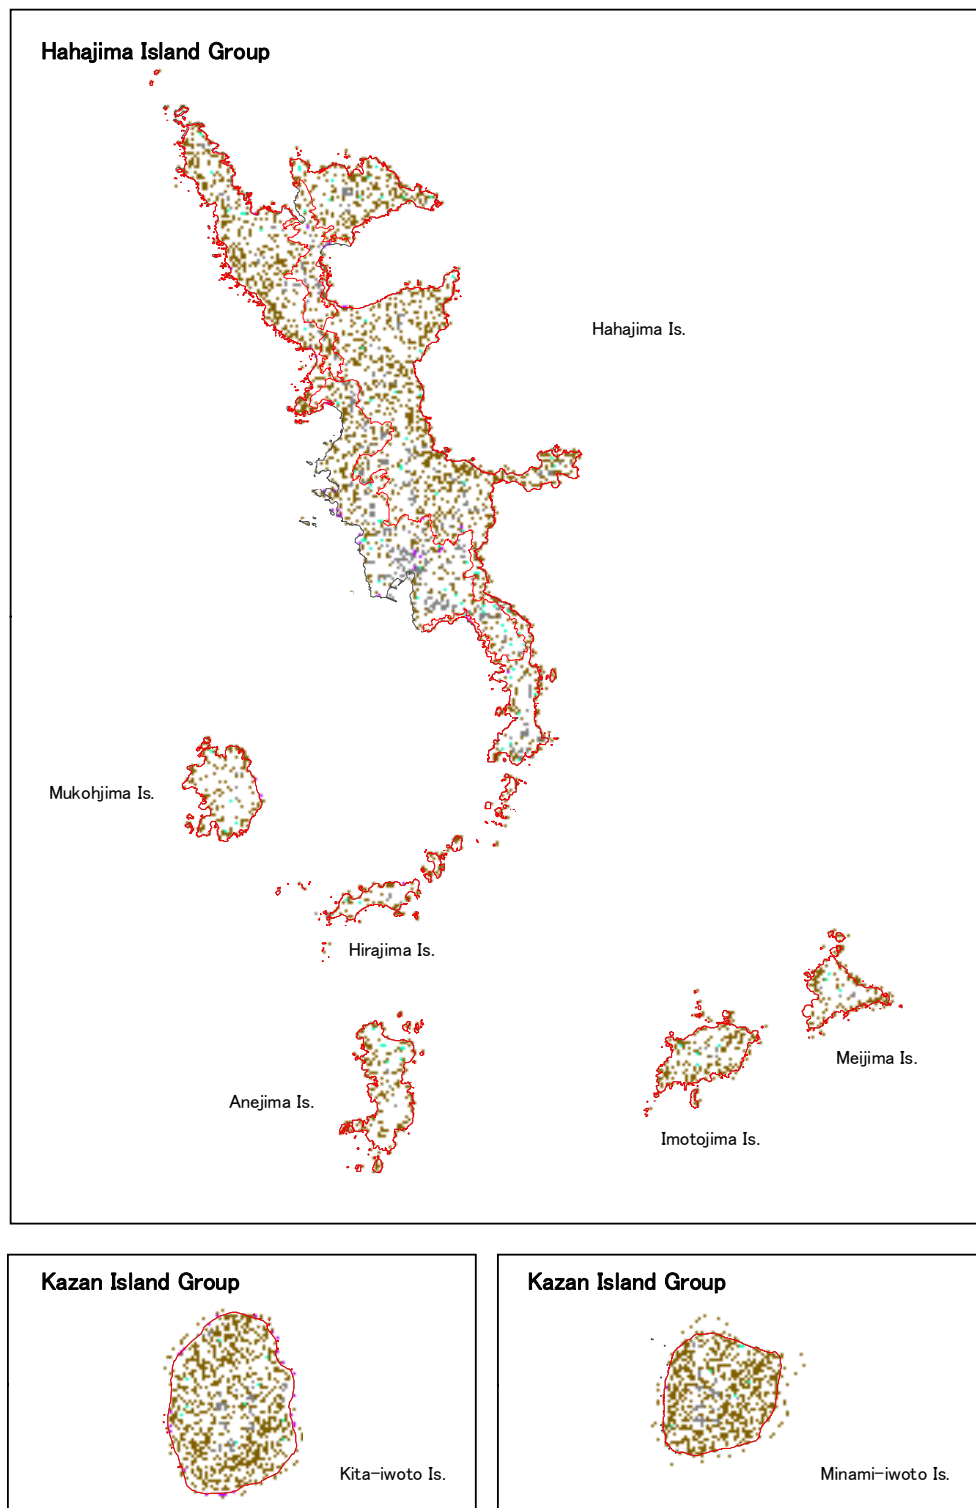 Hahajima Island Group
Hahajima Is.
Mukohjima Is.
Hirajima Is.
Meijima Is.
Anejima Is.
Imotojima Is.
Kazan Island Group
Kita-iwoto Is.
Kazan Island Group
Minami-iwoto Is.